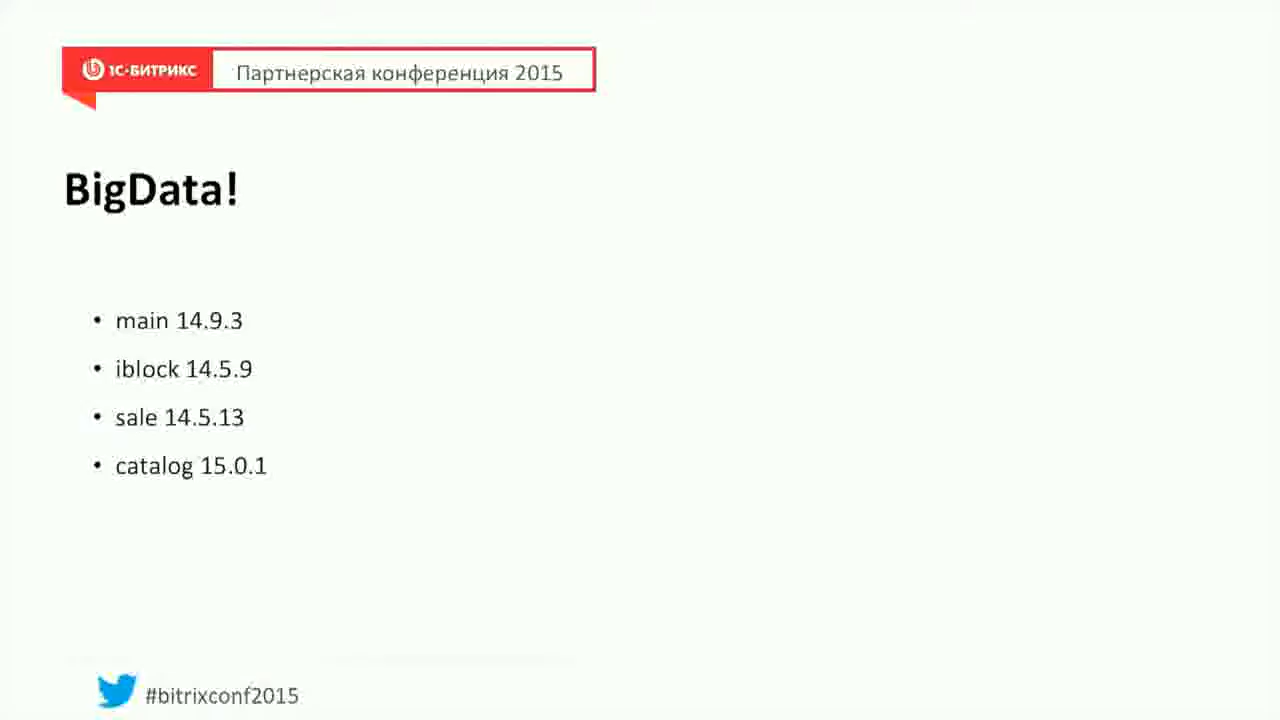 1С-БИТРИКС Партнерская конференция 2015
BigData!
• main 14.9.3
• iblock 14.5.9
• sale 14.5.13
• catalog 15.0.1
#bitrixconf2015